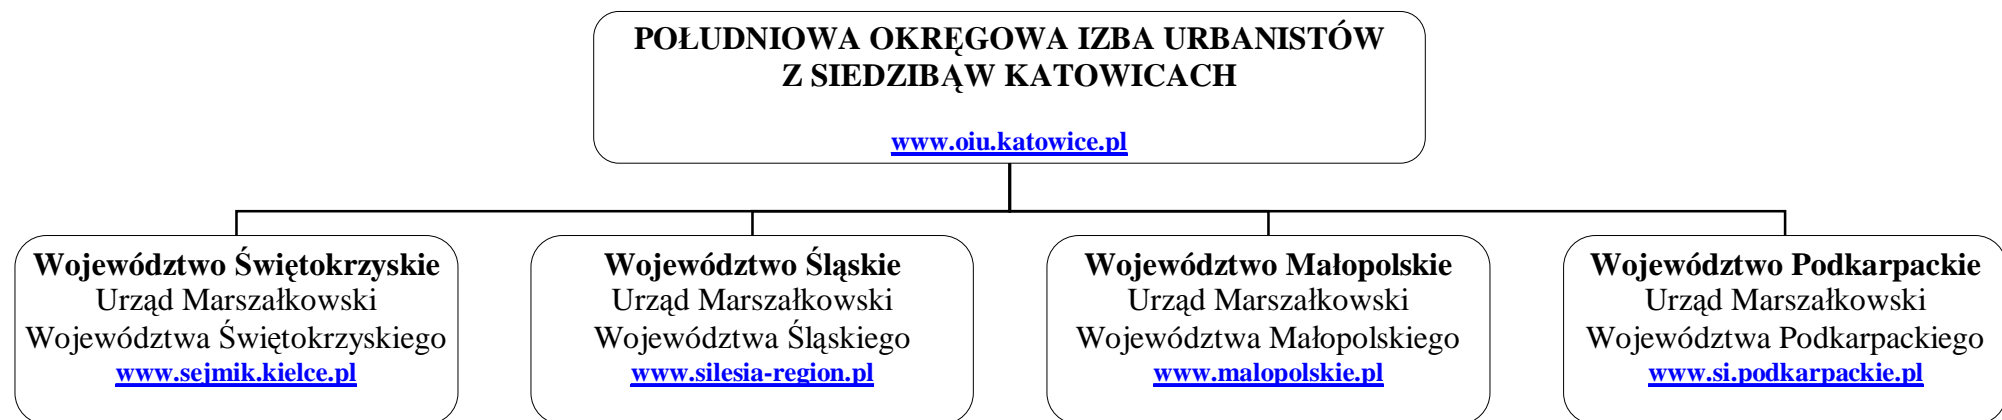 POŁUDNIOWA OKRĘGOWA IZBA URBANISTÓW
Z SIEDZIBĄW KATOWICACH
www.oiu.katowice.pl
Województwo Świętokrzyskie
Urząd Marszałkowski
Województwa Świętokrzyskiego
www.sejmik.kielce.pl
Województwo Śląskie
Urząd Marszałkowski
Województwa Śląskiego
www.silesia-region.pl
Województwo Małopolskie
Urząd Marszałkowski
Województwa Małopolskiego
www.malopolskie.pl
Województwo Podkarpackie
Urząd Marszałkowski
Województwa Podkarpackiego
www.si.podkarpackie.pl